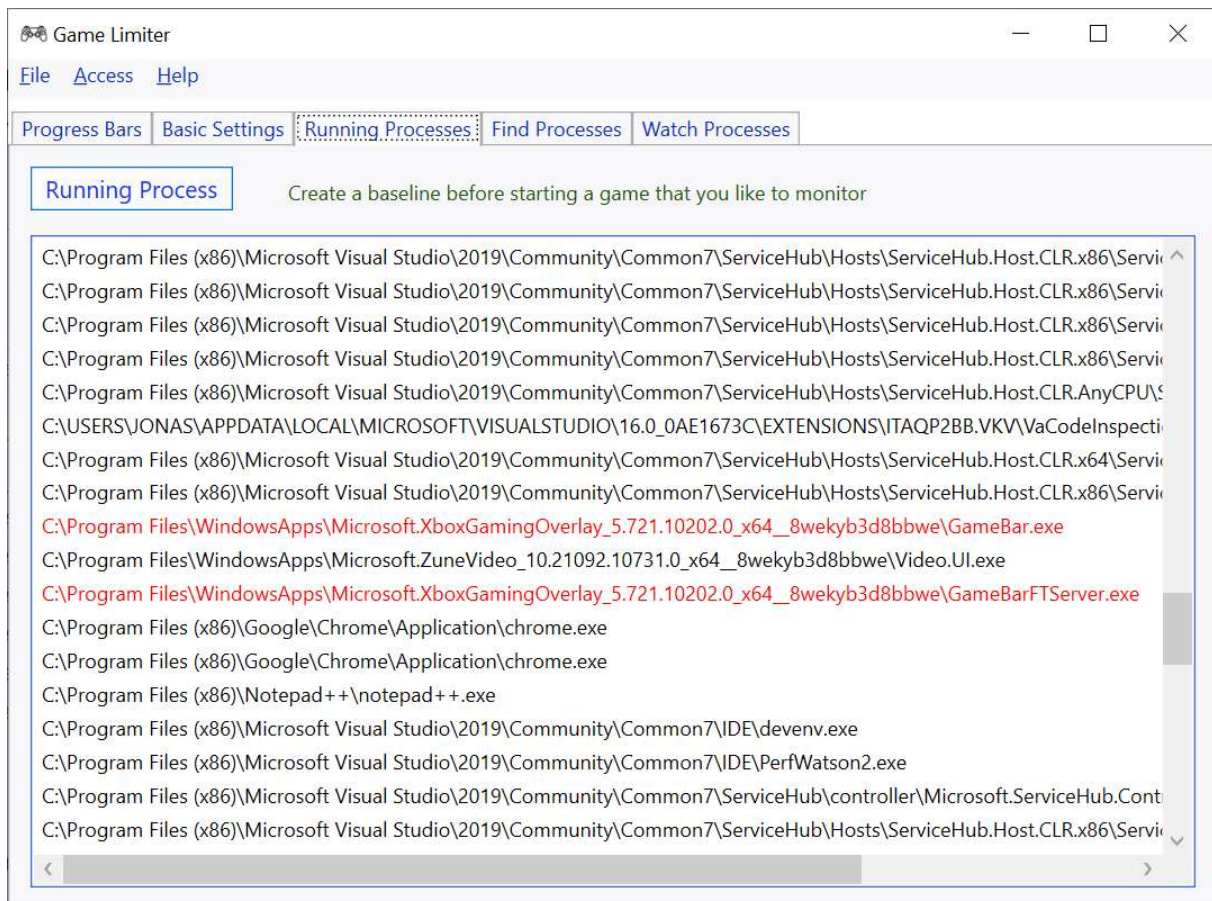 Game Limiter
File Access Help
Progress Bars Basic Settings Running Processes Find Processes Watch Processes
Running Process Create a baseline before starting a game that you like to monitor
C:\Program Files (x86)\Microsoft Visual Studio\2019\Community\Common7\ServiceHub\Hosts\ServiceHub.Host.CLR.x86\Servic
C:\Program Files (x86)\Microsoft Visual Studio\2019\Community\Common7\ServiceHub\Hosts\ServiceHub.Host.CLR.x86\Servic
C:\Program Files (x86)\Microsoft Visual Studio\2019\Community\Common7\ServiceHub\Hosts\ServiceHub.Host.CLR.x86\Servic
C:\Program Files (x86)\Microsoft Visual Studio\2019\Community\Common7\ServiceHub\Hosts\ServiceHub.Host.CLR.x86\Servic
C:\Program Files (x86)\Microsoft Visual Studio\2019\Community\Common7\ServiceHub\Hosts\ServiceHub.Host.CLR.AnyCPU\S
C:\USERS\JONAS\APPDATA\LOCAL\MICROSOFT\VISUALSTUDIO\16.0_0AE1673C\EXTENSIONS\ITAQP2BB.VKV\VaCodeInspecti
C:\Program Files (x86)\Microsoft Visual Studio\2019\Community\Common7\ServiceHub\Hosts\ServiceHub.Host.CLR.x64\Servic
C:\Program Files (x86)\Microsoft Visual Studio\2019\Community\Common7\ServiceHub\Hosts\ServiceHub.Host.CLR.x86\Servic
C:\Program Files\WindowsApps\Microsoft.XboxGamingOverlay_5.721.10202.0_x64__8wekyb3d8bbwe\GameBar.exe
C:\Program Files\WindowsApps\Microsoft.ZuneVideo_10.21092.10731.0_x64__8wekyb3d8bbwe\Video.UI.exe
C:\Program Files\WindowsApps\Microsoft.XboxGamingOverlay_5.721.10202.0_x64__8wekyb3d8bbwe\GameBarFTServer.exe
C:\Program Files (x86)\Google\Chrome\Application\chrome.exe
C:\Program Files (x86)\Google\Chrome\Application\chrome.exe
C:\Program Files (x86)\Notepad++\notepad++.exe
C:\Program Files (x86)\Microsoft Visual Studio\2019\Community\Common7\IDE\devenv.exe
C:\Program Files (x86)\Microsoft Visual Studio\2019\Community\Common7\IDE\PerfWatson2.exe
C:\Program Files (x86)\Microsoft Visual Studio\2019\Community\Common7\ServiceHub\controller\Microsoft.ServiceHub.Contr
C:\Program Files (x86)\Microsoft Visual Studio\2019\Community\Common7\ServiceHub\Hosts\ServiceHub.Host.CLR.x86\Servic